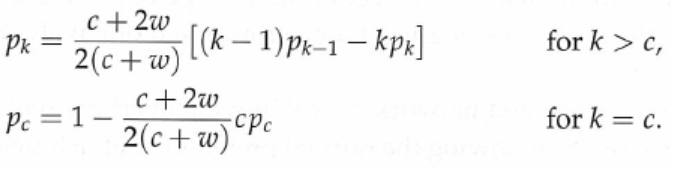 p_k = \frac{c + 2w}{2(c + w)} [(k − 1)p_{k−1} − kp_k] for k > c,
p_c = 1 − \frac{c + 2w}{2(c + w)} cp_c for k = c.